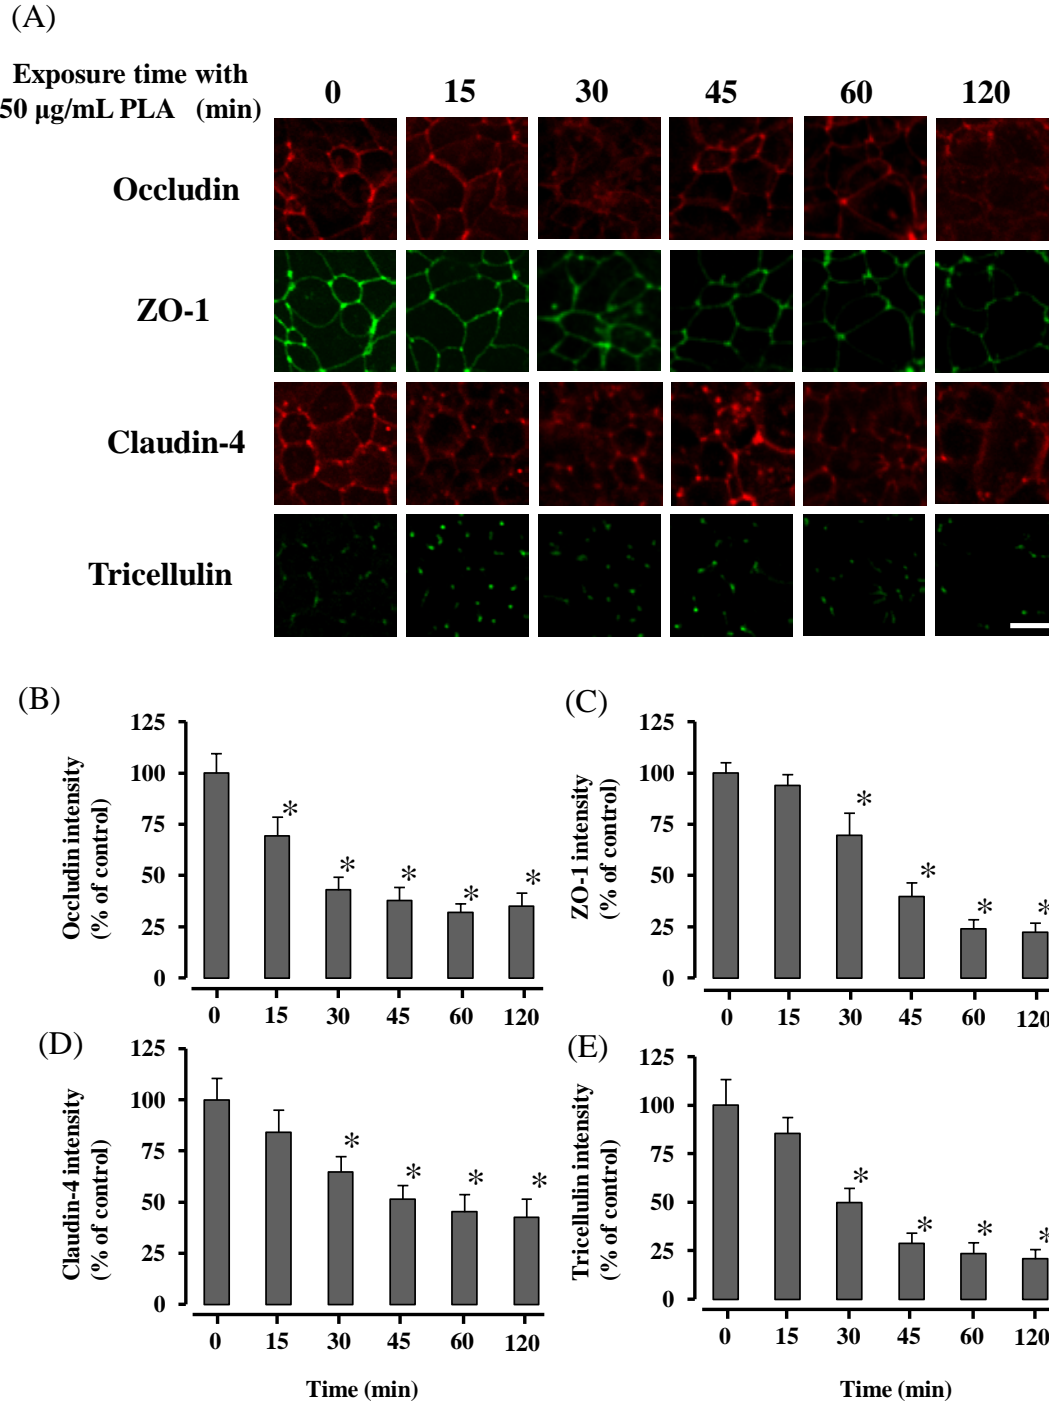 (A)
Exposure time with
50 μg/mL PLA (min)
0 15 30 45 60 120
Occludin
ZO-1
Claudin-4
Tricellulin
(B)
Occludin intensity
(% of control)
125
100
75
50
25
0
* * * * *
0 15 30 45 60 120
(C)
ZO-1 intensity
(% of control)
125
100
75
50
25
0
* * * *
0 15 30 45 60 120
(D)
Claudin-4 intensity
(% of control)
125
100
75
50
25
0
* * * *
0 15 30 45 60 120
Time (min)
(E)
Tricellulin intensity
(% of control)
125
100
75
50
25
0
* * * *
0 15 30 45 60 120
Time (min)